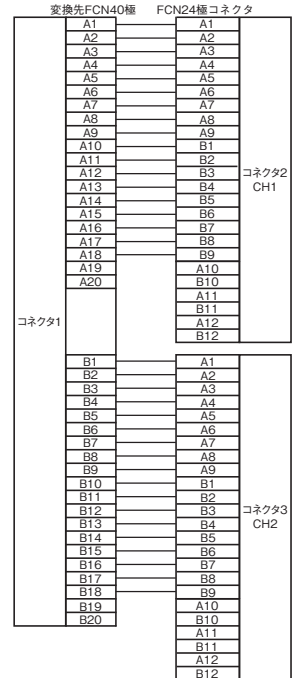 変換先FCN40極 FCN24極コネクタ
A1 A1
A2 A2
A3 A3
A4 A4
A5 A5
A6 A6
A7 A7
A8 A8
A9 A9
A10 B1
A11 B2
A12 B3 コネクタ2
A13 B4 CH1
A14 B5
A15 B6
A16 B7
A17 B8
A18 B9
A19 A10
A20 B10
A11
B11
コネクタ1 A12
B12
B1 A1
B2 A2
B3 A3
B4 A4
B5 A5
B6 A6
B7 A7
B8 A8
B9 A9
B10 B1
B11 B2
B12 B3 コネクタ3
B13 B4 CH2
B14 B5
B15 B6
B16 B7
B17 B8
B18 B9
B19 A10
B20 B10
A11
B11
A12
B12